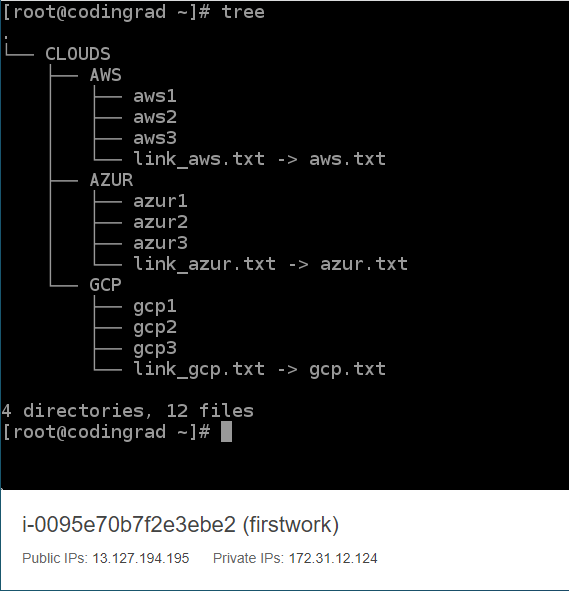 [root@codingrad ~]# tree
.
└── CLOUDS
    ├── AWS
    │   ├── aws1
    │   ├── aws2
    │   ├── aws3
    │   └── link_aws.txt -> aws.txt
    ├── AZUR
    │   ├── azur1
    │   ├── azur2
    │   ├── azur3
    │   └── link_azur.txt -> azur.txt
    └── GCP
        ├── gcp1
        ├── gcp2
        ├── gcp3
        └── link_gcp.txt -> gcp.txt
4 directories, 12 files
[root@codingrad ~]#
i-0095e70b7f2e3ebe2 (firstwork)
Public IPs: 13.127.194.195 Private IPs: 172.31.12.124